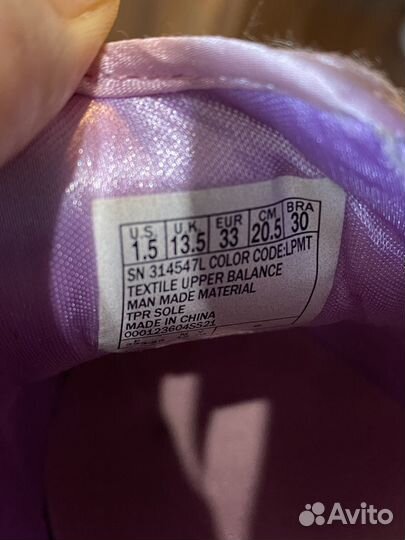 U.S. U.K. EUR CM BRA
1.5 13.5 33 20.5 30
SN 314547L COLOR CODE:LPMT
TEXTILE UPPER BALANCE
MAN MADE MATERIAL
TPR SOLE
MADE IN CHINA
000123604SS21
Avito